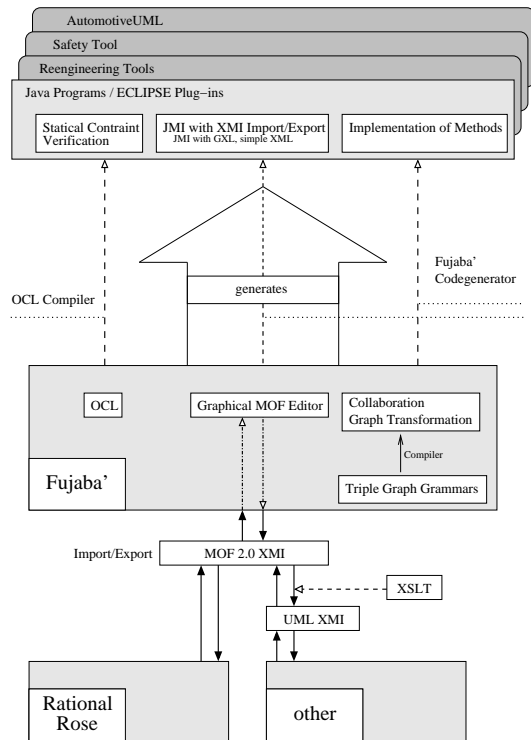 AutomotiveUML
Safety Tool
Reengineering Tools
Java Programs / ECLIPSE Plug−ins
Statical Contraint
Verification
JMI with XMI Import/Export
JMI with GXL, simple XML
Implementation of Methods
Fujaba'
Codegenerator
generates
OCL Compiler
OCL
Graphical MOF Editor
Collaboration
Graph Transformation
Compiler
Triple Graph Grammars
Fujaba'
Import/Export
MOF 2.0 XMI
XSLT
UML XMI
Rational
Rose
other